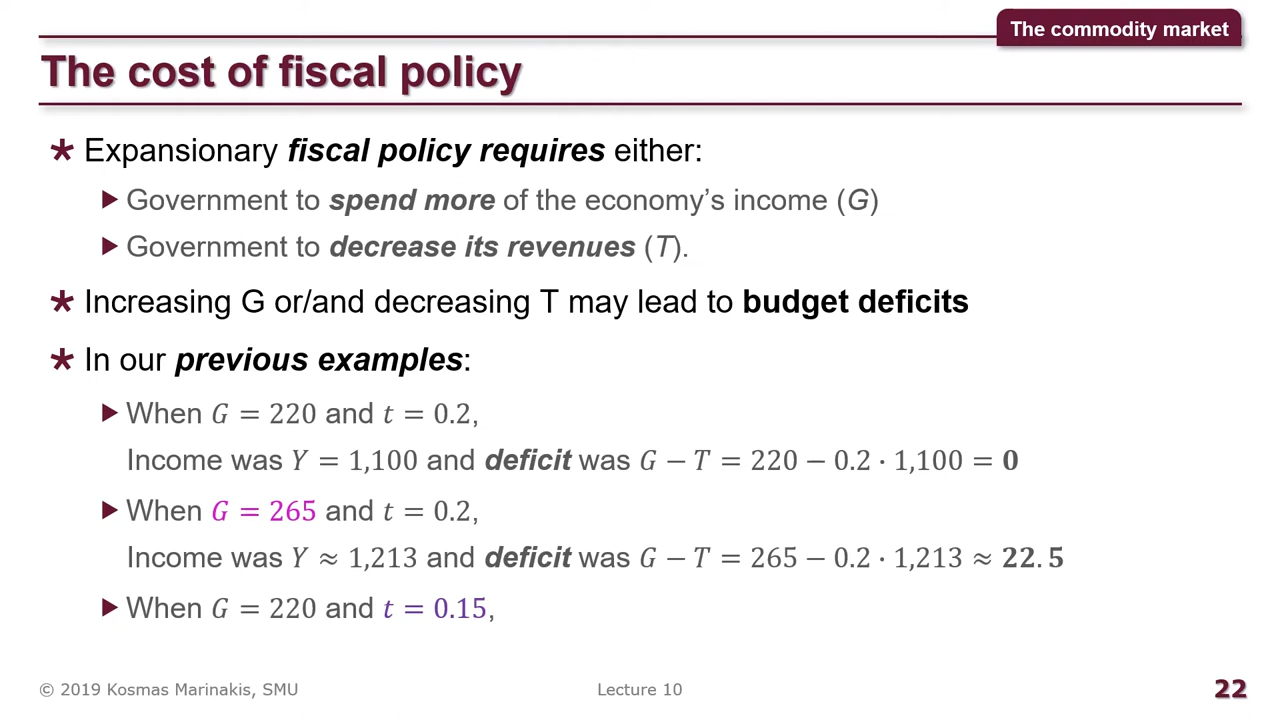 The commodity market
The cost of fiscal policy
* Expansionary fiscal policy requires either:
▶ Government to spend more of the economy’s income (G)
▶ Government to decrease its revenues (T).
* Increasing G or/and decreasing T may lead to budget deficits
* In our previous examples:
▶ When G = 220 and t = 0.2,
Income was Y = 1,100 and deficit was G − T = 220 − 0.2 · 1,100 = 0
▶ When G = 265 and t = 0.2,
Income was Y ≈ 1,213 and deficit was G − T = 265 − 0.2 · 1,213 ≈ 22.5
▶ When G = 220 and t = 0.15,
© 2019 Kosmas Marinakis, SMU
Lecture 10
22